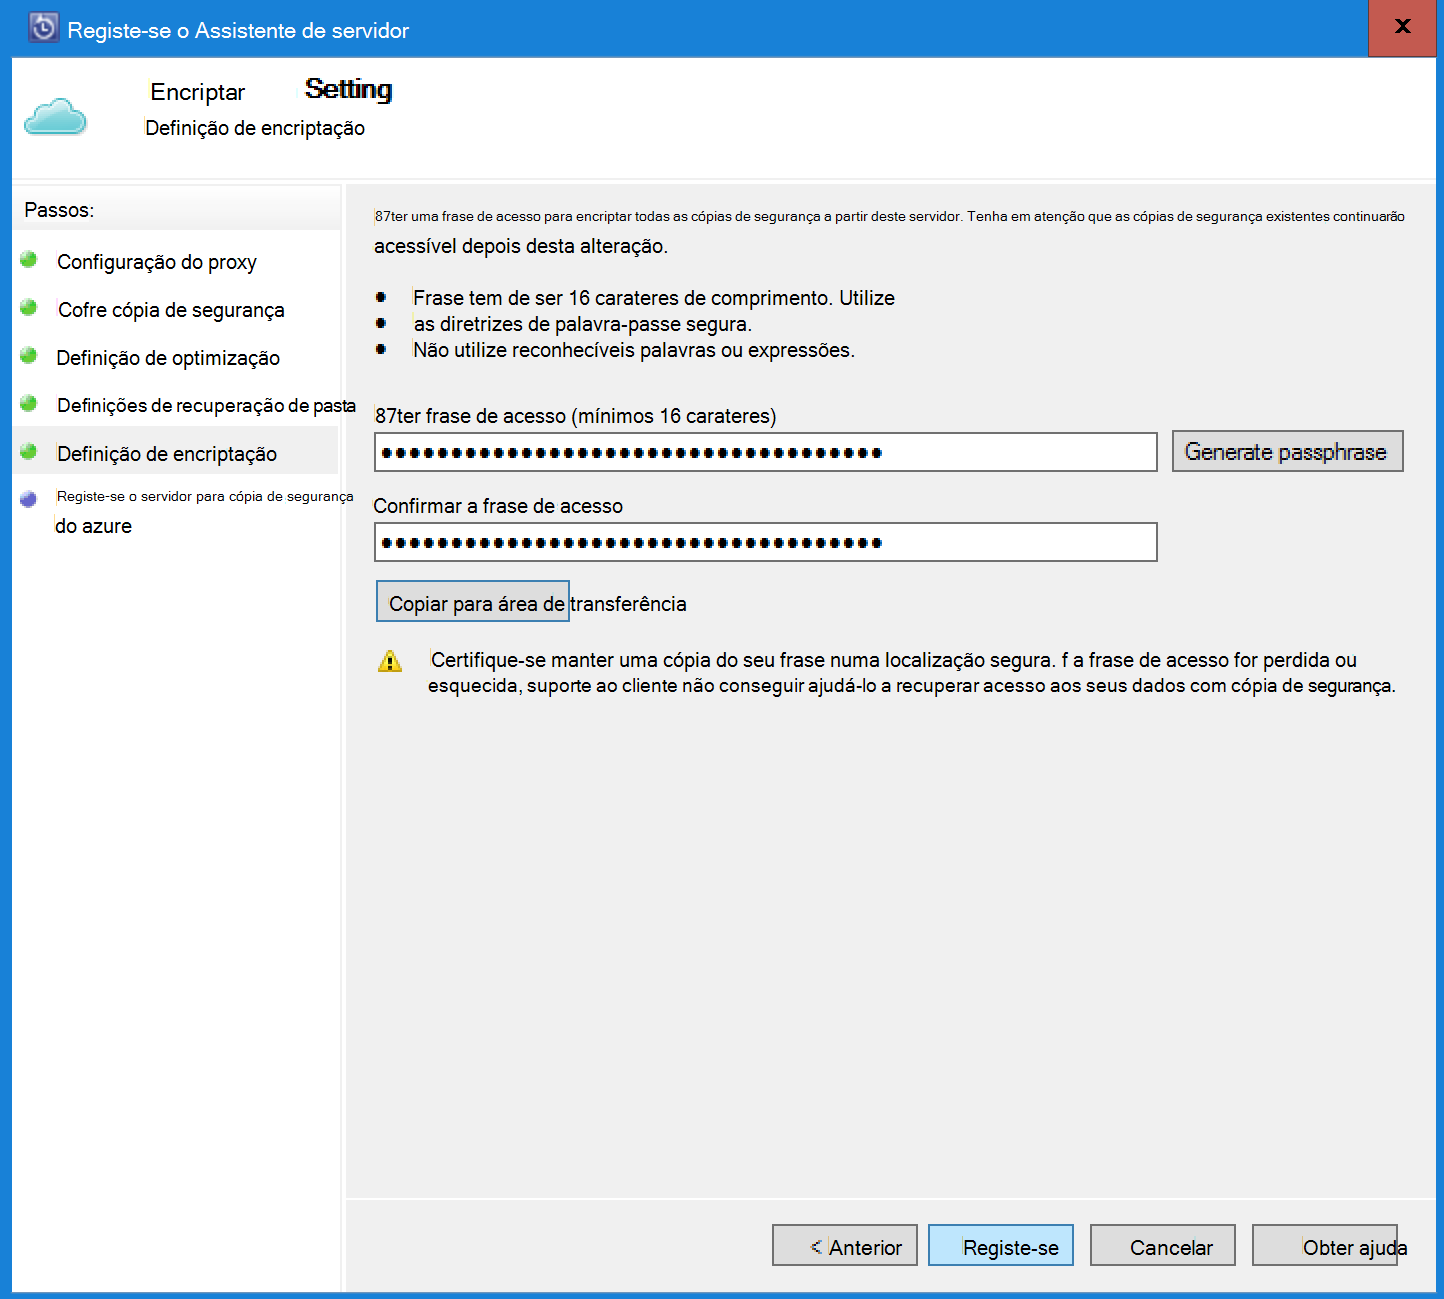 Registe-se o Assistente de servidor
x
Encriptar Setting
Definição de encriptação
Passos:
Configuração do proxy
Cofre cópia de segurança
Definição de optimização
Definições de recuperação de pasta
Definição de encriptação
Registe-se o servidor para cópia de segurança
do azure
87ter uma frase de acesso para encriptar todas as cópias de segurança a partir deste servidor. Tenha em atenção que as cópias de segurança existentes continuarão
acessível depois desta alteração.
Frase tem de ser 16 carateres de comprimento. Utilize
as diretrizes de palavra-passe segura.
Não utilize reconhecíveis palavras ou expressões.
87ter frase de acesso (mínimos 16 carateres)
Generate passphrase
Confirmar a frase de acesso
Copiar para área de transferência
Certifique-se manter uma cópia do seu frase numa localização segura. f a frase de acesso for perdida ou
esquecida, suporte ao cliente não conseguir ajudá-lo a recuperar acesso aos seus dados com cópia de segurança.
< Anterior
Registe-se
Cancelar
Obter ajuda